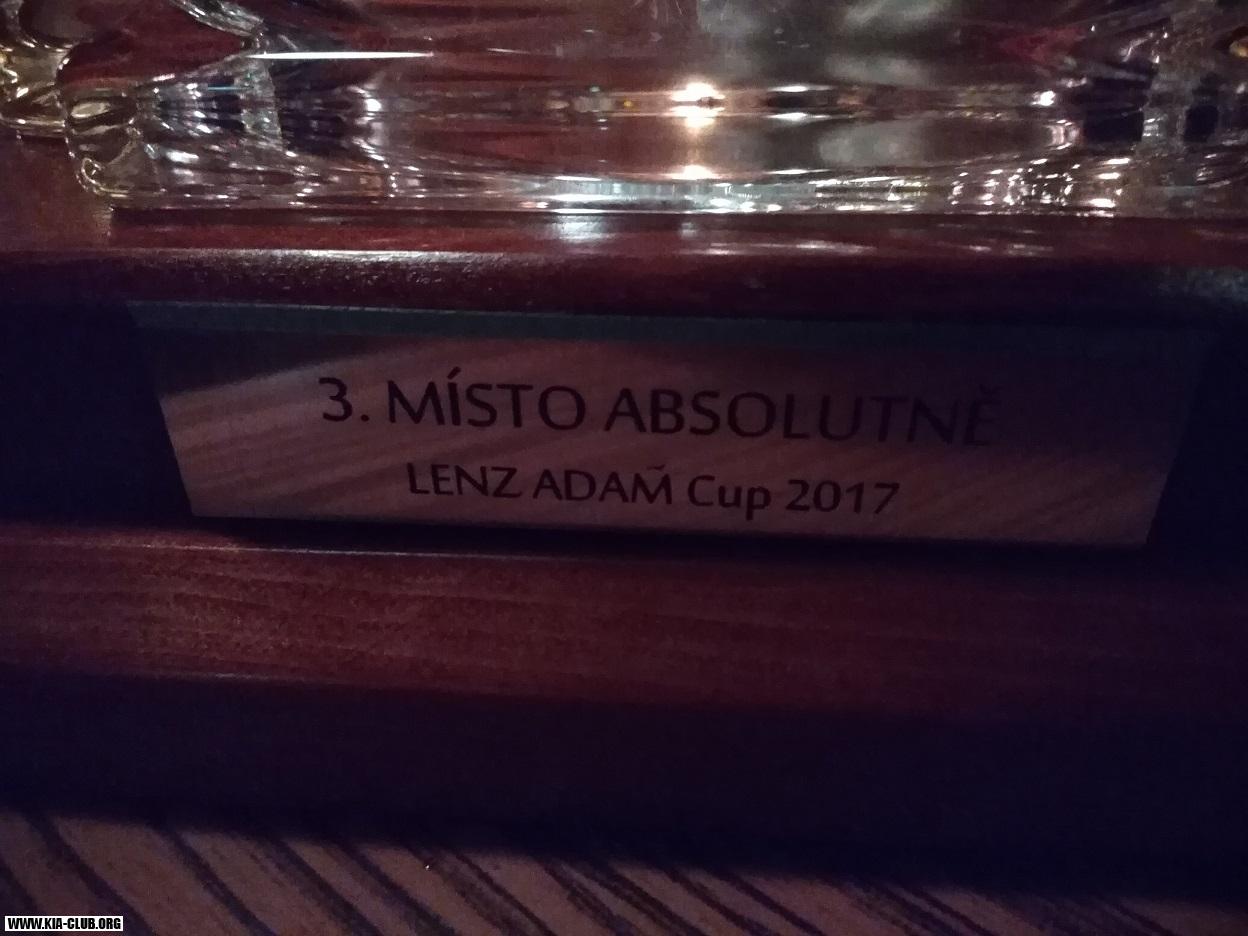 3. MÍSTO ABSOLUTNĚ
LENZ ADAM̃ Cup 2017
WWW.KIA-CLUB.ORG